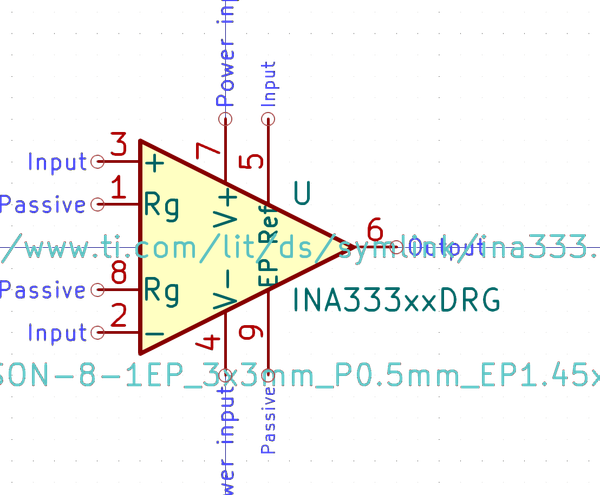 Power
Input
7
5
3
Input
+
V+
U
1
Passive
Rg
Ref
6
/www.ti.com/lit/ds/symlink/ina333.
Output
8
Passive
Rg
EP
V-
INA333xxDRG
2
Input
-
4
9
SON-8-1EP_3x3mm_P0.5mm_EP1.45x
wer input
Passive